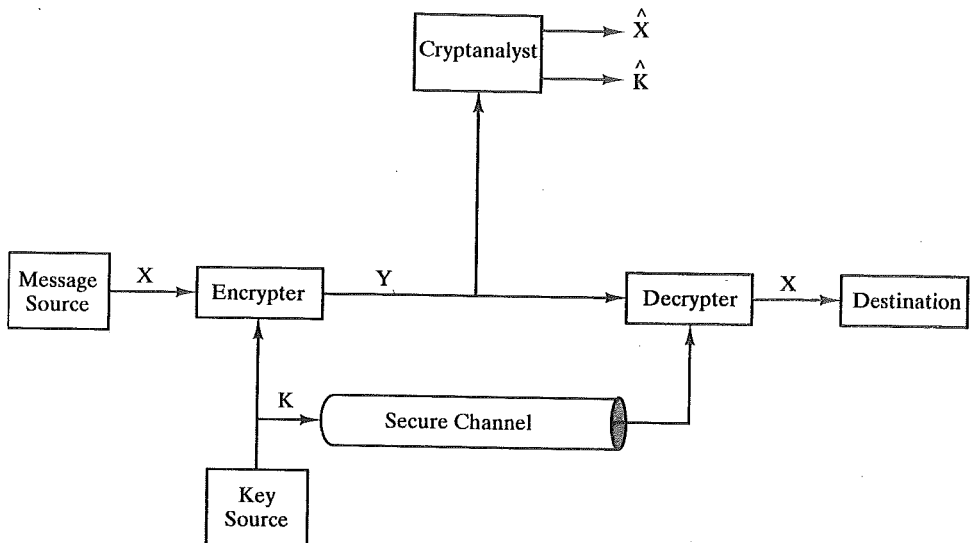 Cryptanalyst
X̂
K̂
Message
Source
X
Encrypter
Y
Decrypter
X
Destination
K
Secure Channel
Key
Source